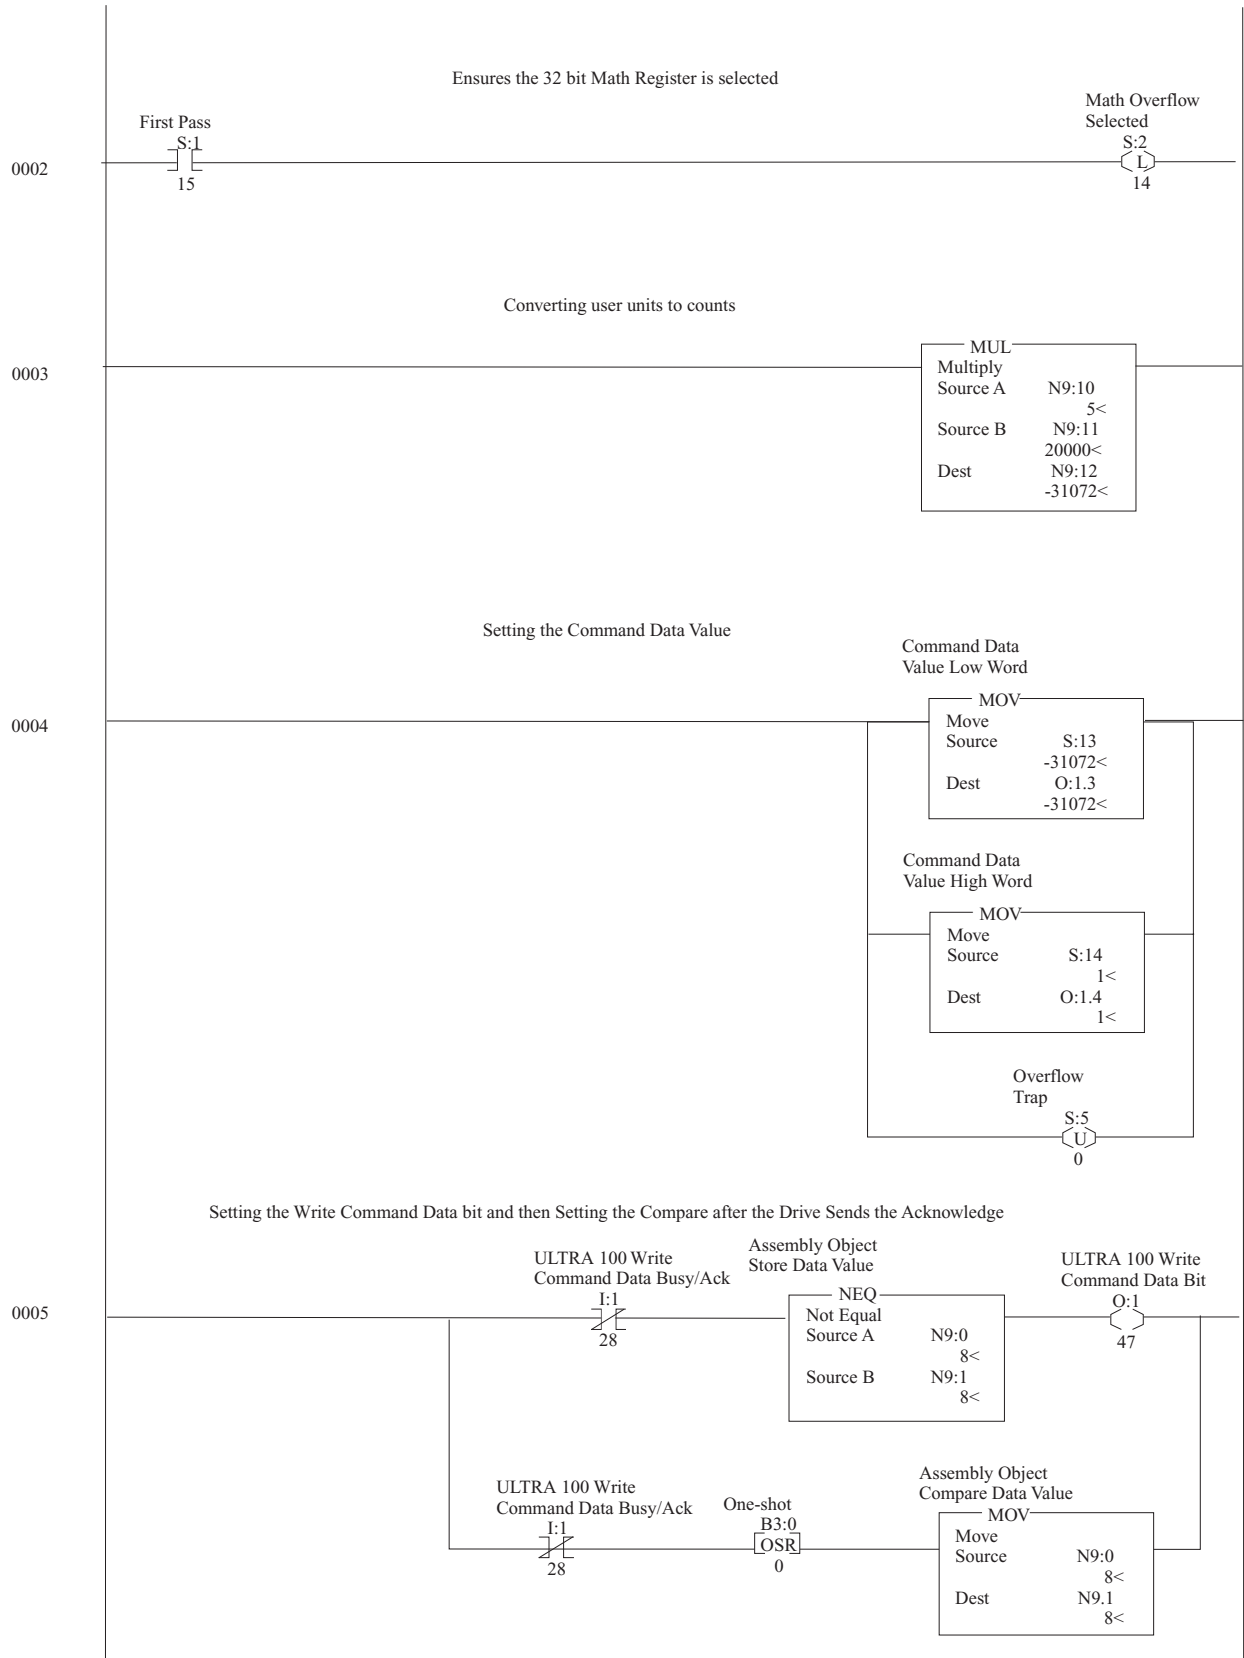 Ensures the 32 bit Math Register is selected
Math Overflow
Selected
First Pass
S:1
S:2
0002
L
15
14
Converting user units to counts
0003
MUL
Multiply
Source A N9:10
5<
Source B N9:11
20000<
Dest N9:12
-31072<
Setting the Command Data Value
Command Data
Value Low Word
0004
MOV
Move
Source S:13
-31072<
Dest O:1.3
-31072<
Command Data
Value High Word
MOV
Move
Source S:14
1<
Dest O:1.4
1<
Overflow
Trap
S:5
U
0
Setting the Write Command Data bit and then Setting the Compare after the Drive Sends the Acknowledge
ULTRA 100 Write
Command Data Busy/Ack
Assembly Object
Store Data Value
ULTRA 100 Write
Command Data Bit
0005
I:1
28
NEQ
Not Equal
Source A N9:0
8<
Source B N9:1
8<
O:1
47
ULTRA 100 Write
Command Data Busy/Ack
I:1
28
One-shot
B3:0
OSR
0
Assembly Object
Compare Data Value
MOV
Move
Source N9:0
8<
Dest N9.1
8<